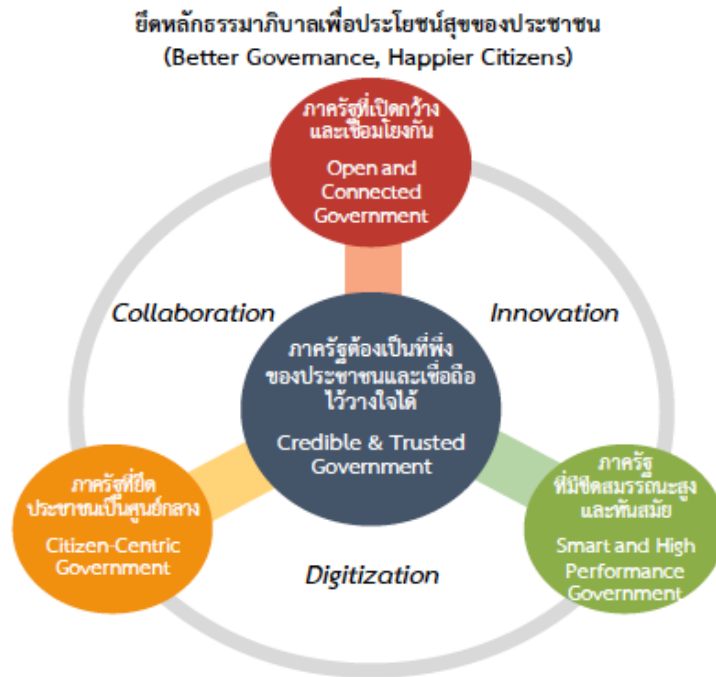 ยึดหลักธรรมาภิบาลเพื่อประโยชน์สุขของประชาชน
(Better Governance, Happier Citizens)
ภาครัฐที่เปิดกว้าง
และเชื่อมโยงกัน
Open and
Connected
Government
Collaboration
Innovation
ภาครัฐต้องเป็นที่พึ่ง
ของประชาชนและเชื่อถือ
ไว้วางใจได้
Credible & Trusted
Government
ภาครัฐที่ยึด
ประชาชนเป็นศูนย์กลาง
Citizen-Centric
Government
ภาครัฐ
ที่มีขีดสมรรถนะสูง
และทันสมัย
Smart and High
Performance
Government
Digitization